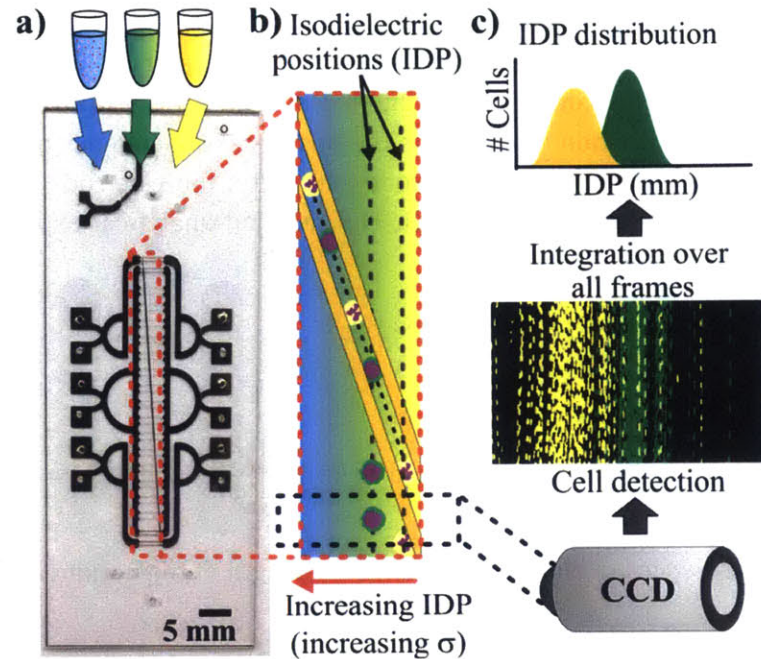 a)
5 mm
b)
Isodielectric
positions (IDP)
Increasing IDP
(increasing σ)
c)
IDP distribution
# Cells
IDP (mm)
Integration over
all frames
Cell detection
CCD